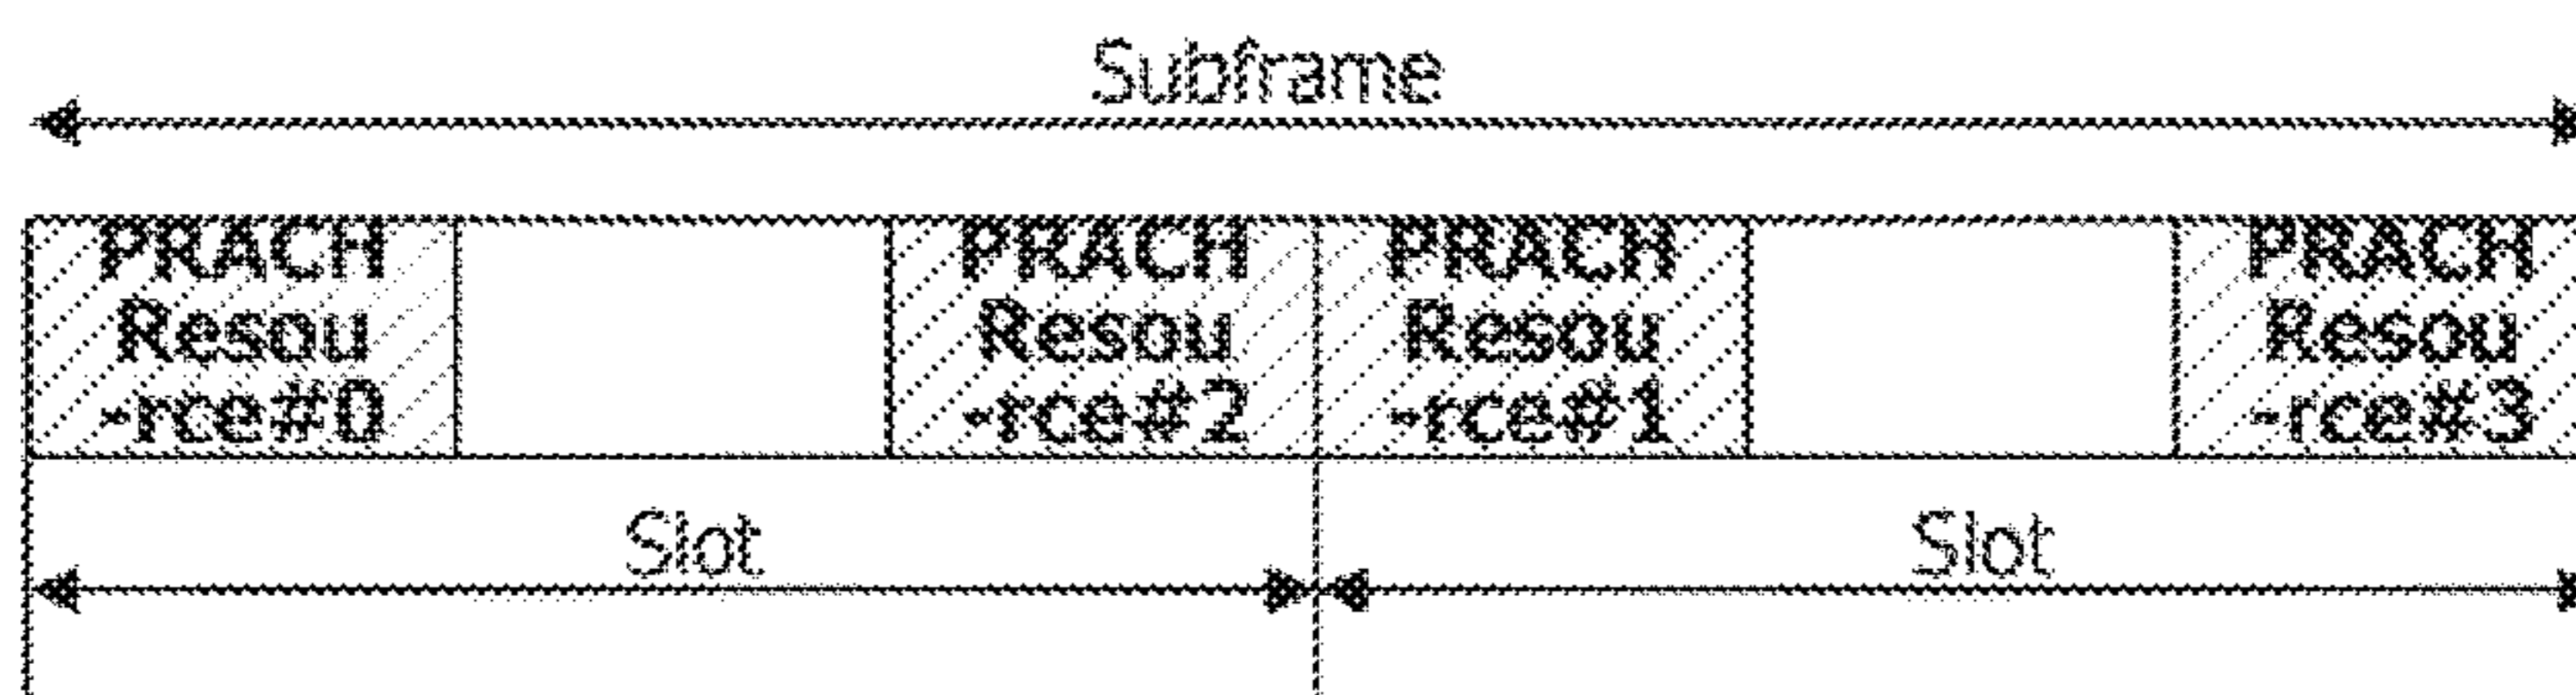 Subframe
PRACH
Resou
-rce#0
PRACH
Resou
-rce#2
PRACH
Resou
-rce#1
PRACH
Resou
-rce#3
Slot
Slot